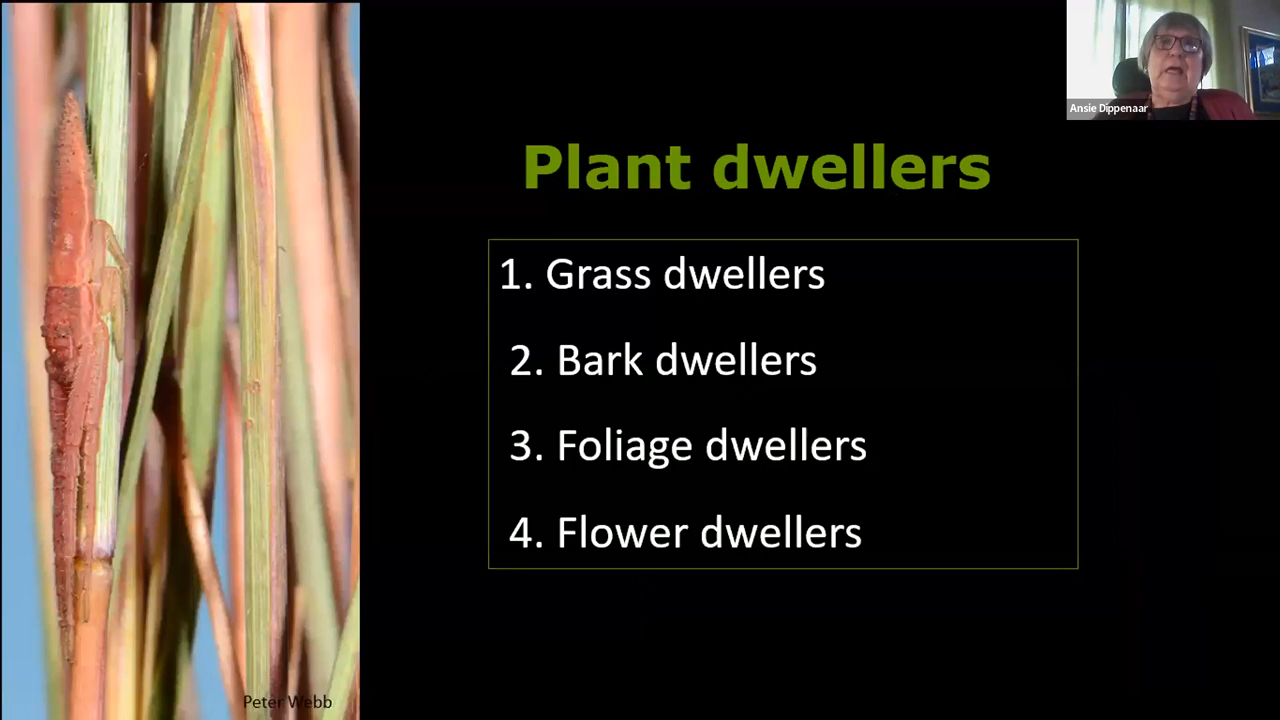 Ansie Dippenaar
Plant dwellers
1. Grass dwellers
2. Bark dwellers
3. Foliage dwellers
4. Flower dwellers
Peter Webb